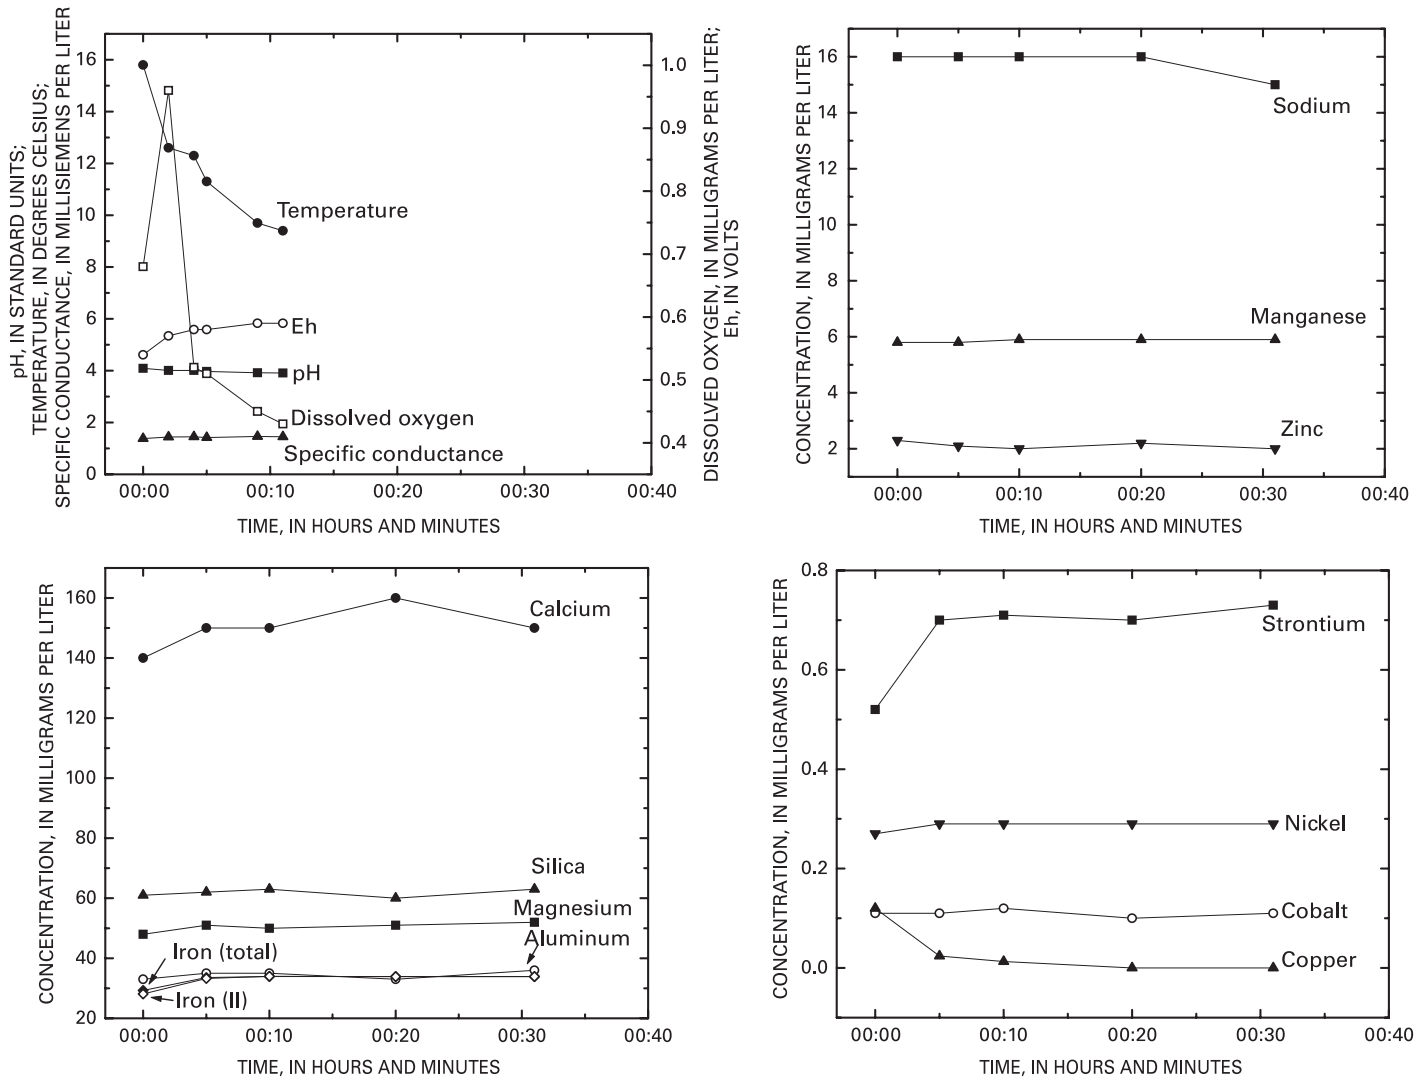 pH, IN STANDARD UNITS;
TEMPERATURE, IN DEGREES CELSIUS;
SPECIFIC CONDUCTANCE, IN MILLISIEMENS PER LITER
16
14
12
10
8
6
4
2
0
Temperature
Eh
pH
Dissolved oxygen
Specific conductance
1.0
0.9
0.8
0.7
0.6
0.5
0.4
DISSOLVED OXYGEN, IN MILLIGRAMS PER LITER;
Eh, IN VOLTS
00:00 00:10 00:20 00:30 00:40
TIME, IN HOURS AND MINUTES
CONCENTRATION, IN MILLIGRAMS PER LITER
16
14
12
10
8
6
4
2
Sodium
Manganese
Zinc
00:00 00:10 00:20 00:30 00:40
TIME, IN HOURS AND MINUTES
CONCENTRATION, IN MILLIGRAMS PER LITER
160
140
120
100
80
60
40
20
Calcium
Silica
Magnesium
Aluminum
Iron (total)
Iron (II)
00:00 00:10 00:20 00:30 00:40
TIME, IN HOURS AND MINUTES
CONCENTRATION, IN MILLIGRAMS PER LITER
0.8
0.6
0.4
0.2
0.0
Strontium
Nickel
Cobalt
Copper
00:00 00:10 00:20 00:30 00:40
TIME, IN HOURS AND MINUTES